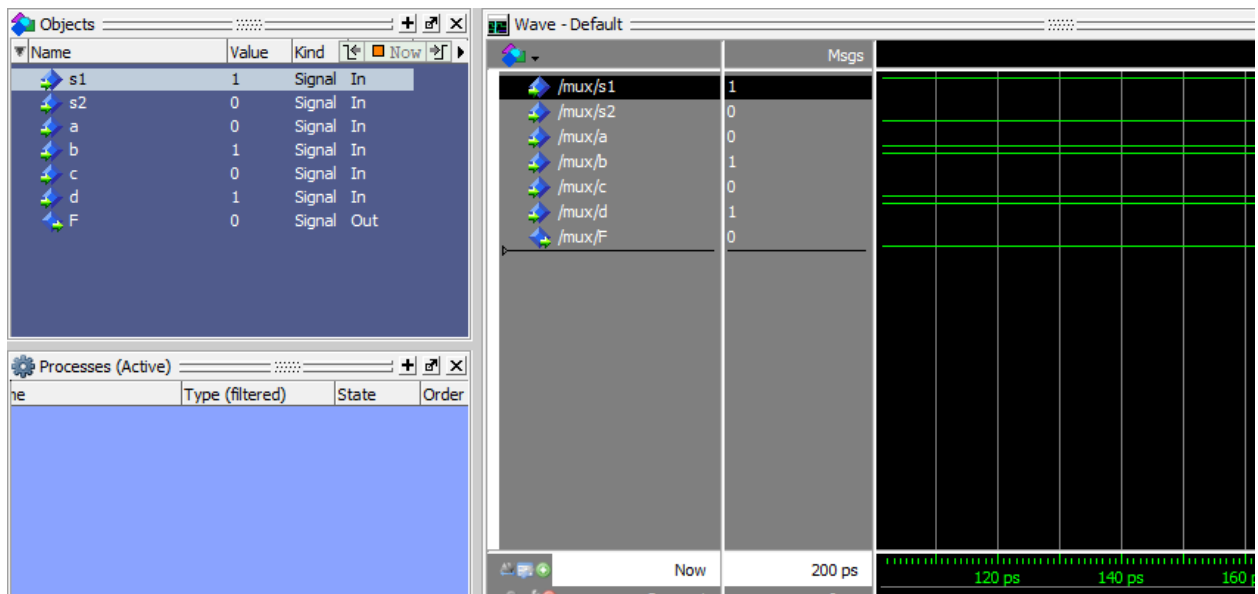 Objects
Name Value Kind Now
s1 1 Signal In
s2 0 Signal In
a 0 Signal In
b 1 Signal In
c 0 Signal In
d 1 Signal In
F 0 Signal Out
Processes (Active)
ne Type (filtered) State Order
Wave - Default
Msgs
/mux/s1 1
/mux/s2 0
/mux/a 0
/mux/b 1
/mux/c 0
/mux/d 1
/mux/F 0
Now 200 ps
120 ps 140 ps 160